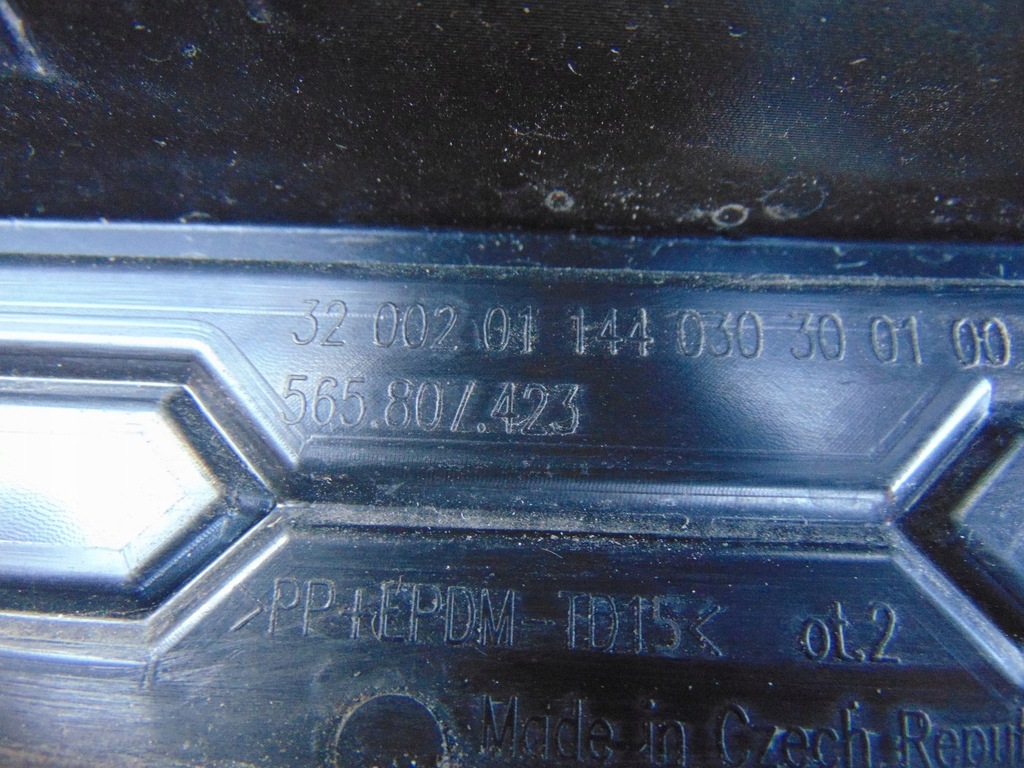 32 002 01 144 030 30 01 00
565.807.423
>PP+EPDM-TD15< ot.2
Made in Czech Repu